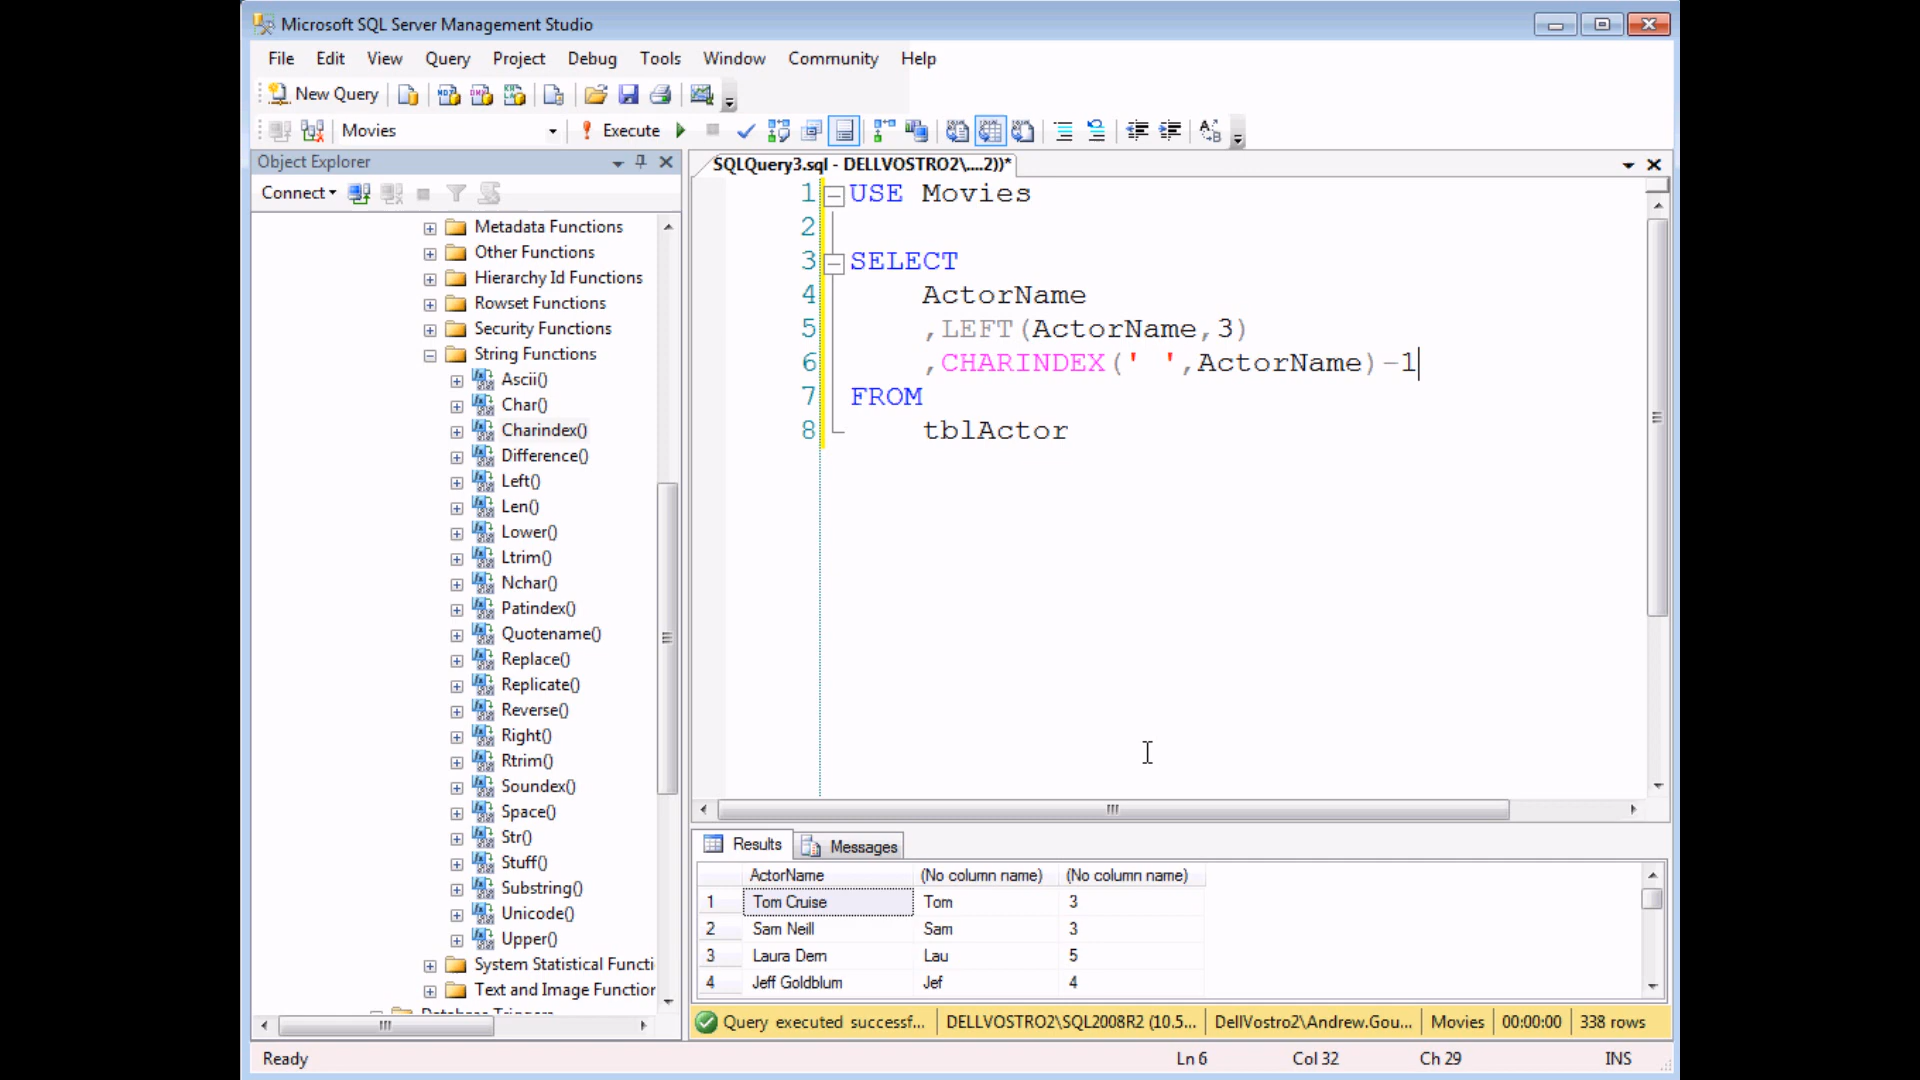 Microsoft SQL Server Management Studio
File Edit View Query Project Debug Tools Window Community Help
New Query
Movies Execute
Object Explorer
SQLQuery3.sql - DELLVOSTRO2\....2))*
Connect
Metadata Functions
Other Functions
Hierarchy Id Functions
Rowset Functions
Security Functions
String Functions
Ascii()
Char()
Charindex()
Difference()
Left()
Len()
Lower()
Ltrim()
Nchar()
Patindex()
Quotename()
Replace()
Replicate()
Reverse()
Right()
Rtrim()
Soundex()
Space()
Str()
Stuff()
Substring()
Unicode()
Upper()
System Statistical Functi
Text and Image Function
Database Triggers
1 USE Movies
2
3 SELECT
4 ActorName
5 ,LEFT(ActorName,3)
6 ,CHARINDEX(' ',ActorName)-1
7 FROM
8 tblActor
Results Messages
ActorName (No column name) (No column name)
1 Tom Cruise Tom 3
2 Sam Neill Sam 3
3 Laura Dern Lau 5
4 Jeff Goldblum Jef 4
Query executed successf... DELLVOSTRO2\SQL2008R2 (10.5... DellVostro2\Andrew.Gou... Movies 00:00:00 338 rows
Ready Ln 6 Col 32 Ch 29 INS